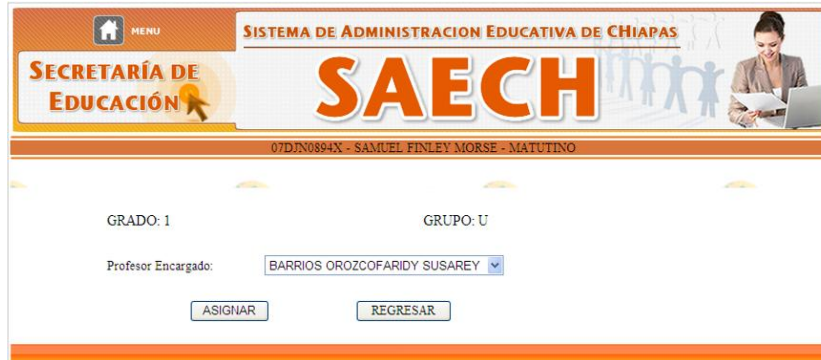 MENU
SISTEMA DE ADMINISTRACION EDUCATIVA DE CHIAPAS
SECRETARÍA DE
EDUCACIÓN
SAECH
07DJN0894X - SAMUEL FINLEY MORSE - MATUTINO
GRADO: 1 GRUPO: U
Profesor Encargado: BARRIOS OROZCOFARIDY SUSAREY
ASIGNAR REGRESAR